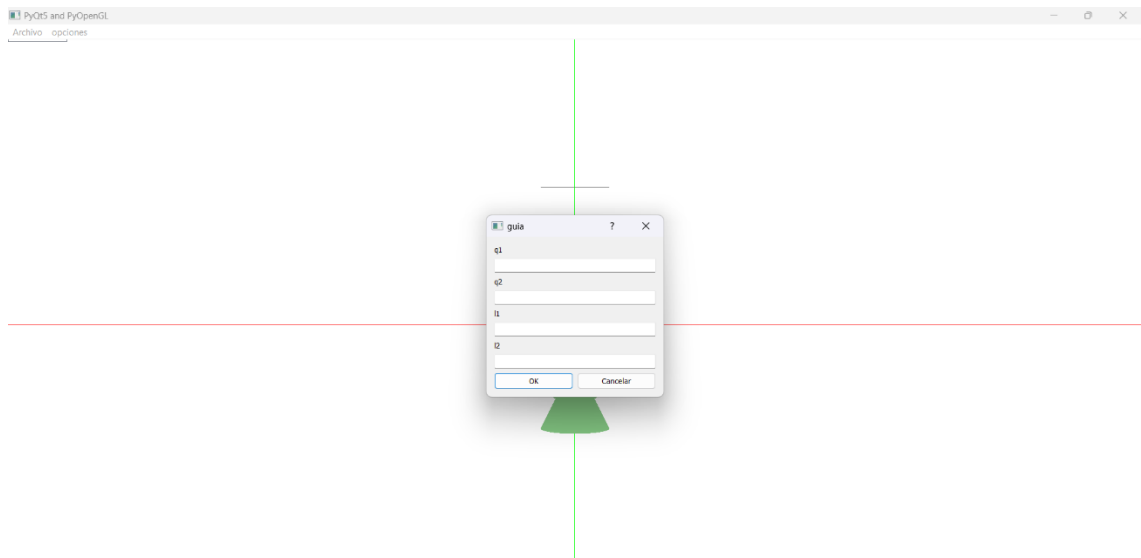 PyQt5 and PyOpenGL
Archivo opciones
guia ?
q1
q2
l1
l2
OK Cancelar